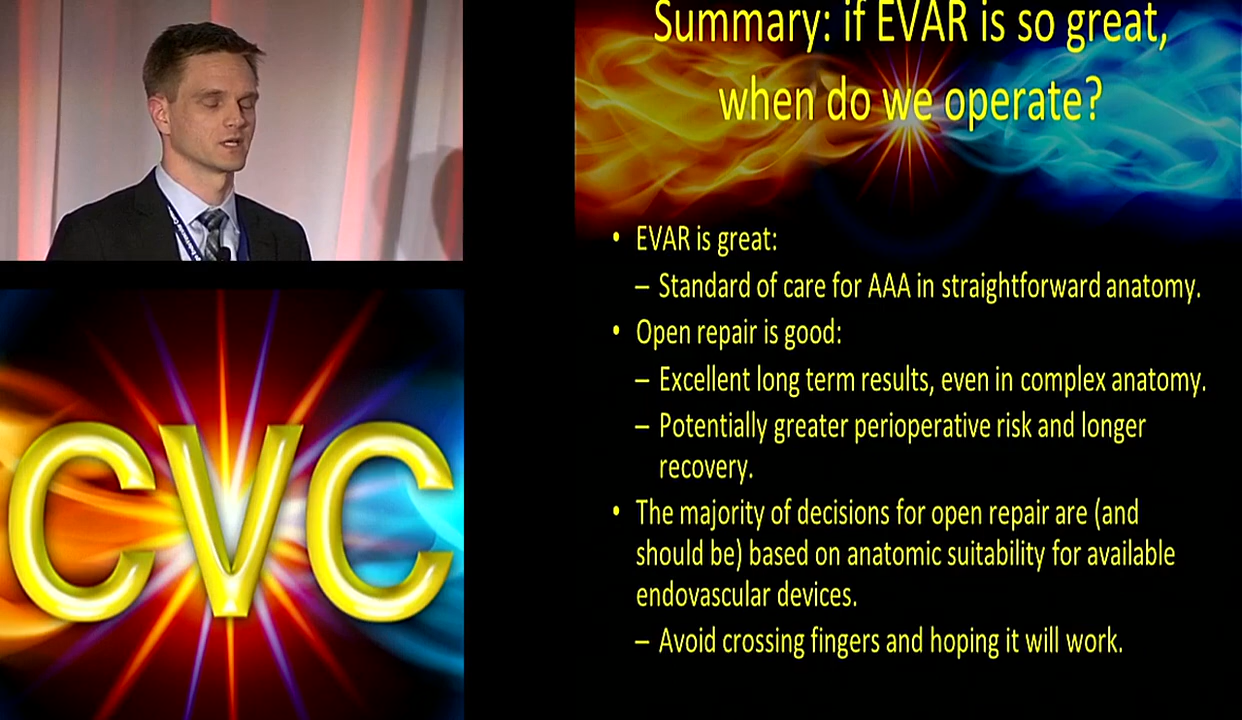 Summary: if EVAR is so great,
when do we operate?
• EVAR is great:
– Standard of care for AAA in straightforward anatomy.
• Open repair is good:
– Excellent long term results, even in complex anatomy.
– Potentially greater perioperative risk and longer
recovery.
• The majority of decisions for open repair are (and
should be) based on anatomic suitability for available
endovascular devices.
– Avoid crossing fingers and hoping it will work.
CVC